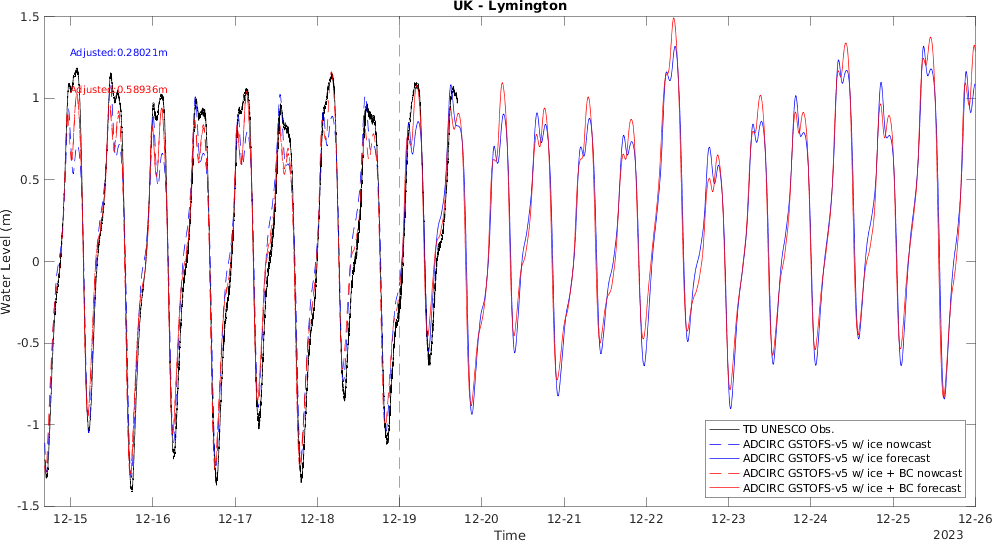 UK - Lymington
Adjusted:0.28021m
Adjusted:0.58936m
1.5
1
0.5
0
-0.5
-1
-1.5
Water Level (m)
12-15 12-16 12-17 12-18 12-19 12-20 12-21 12-22 12-23 12-24 12-25 12-26
Time
2023
TD UNESCO Obs.
ADCIRC GSTOFS-v5 w/ ice nowcast
ADCIRC GSTOFS-v5 w/ ice forecast
ADCIRC GSTOFS-v5 w/ ice + BC nowcast
ADCIRC GSTOFS-v5 w/ ice + BC forecast